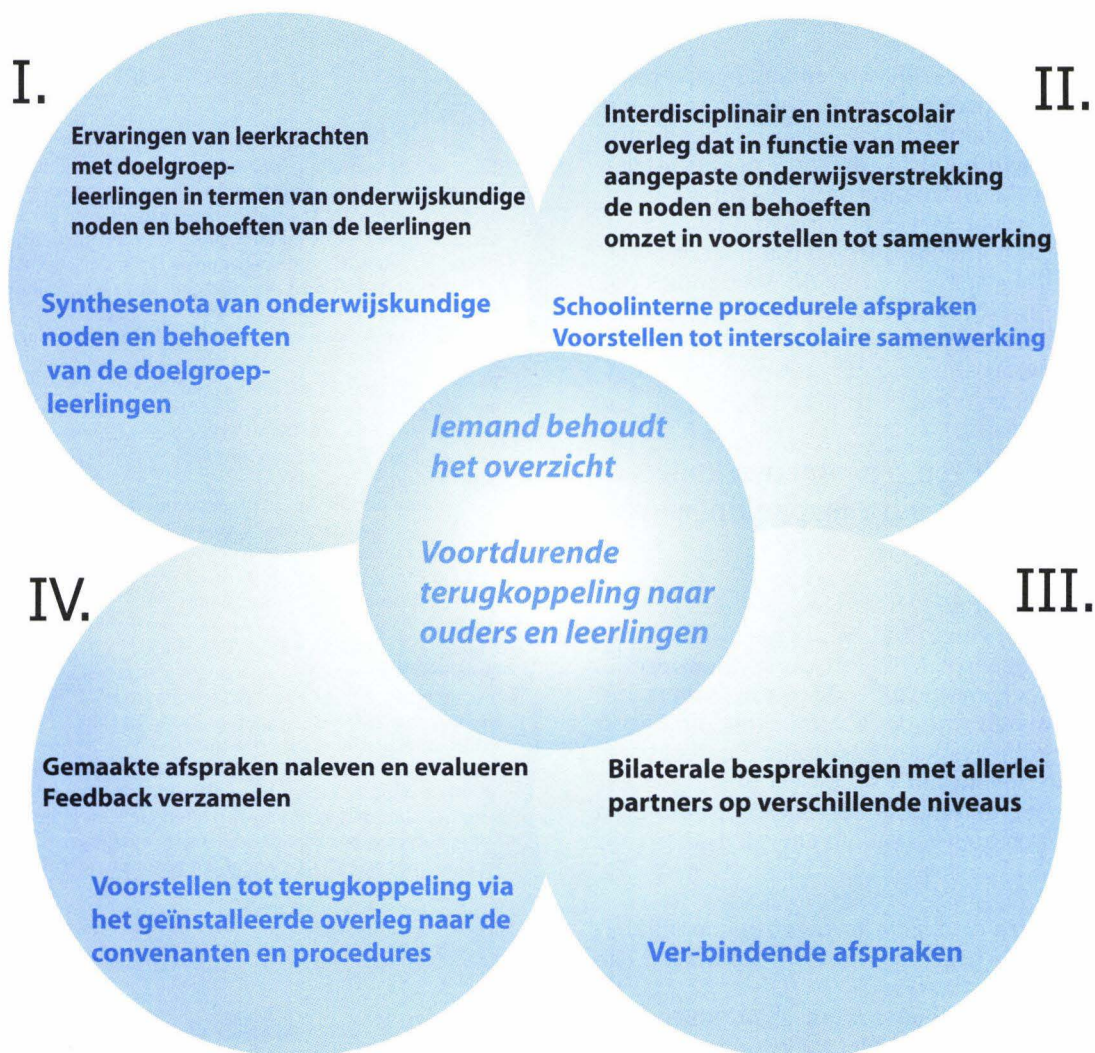 I.
Ervaringen van leerkrachten
met doelgroep-
leerlingen in termen van onderwijskundige
noden en behoeften van de leerlingen
Synthesenota van onderwijskundige
noden en behoeften
van de doelgroep-
leerlingen
II.
Interdisciplinair en intrascolair
overleg dat in functie van meer
aangepaste onderwijsverstrekking
de noden en behoeften
omzet in voorstellen tot samenwerking
Schoolinterne procedurele afspraken
Voorstellen tot interscolaire samenwerking
Iemand behoudt
het overzicht
Voortdurende
terugkoppeling naar
ouders en leerlingen
III.
Bilaterale besprekingen met allerlei
partners op verschillende niveaus
Ver-bindende afspraken
IV.
Gemaakte afspraken naleven en evalueren
Feedback verzamelen
Voorstellen tot terugkoppeling via
het geïnstalleerde overleg naar de
convenanten en procedures